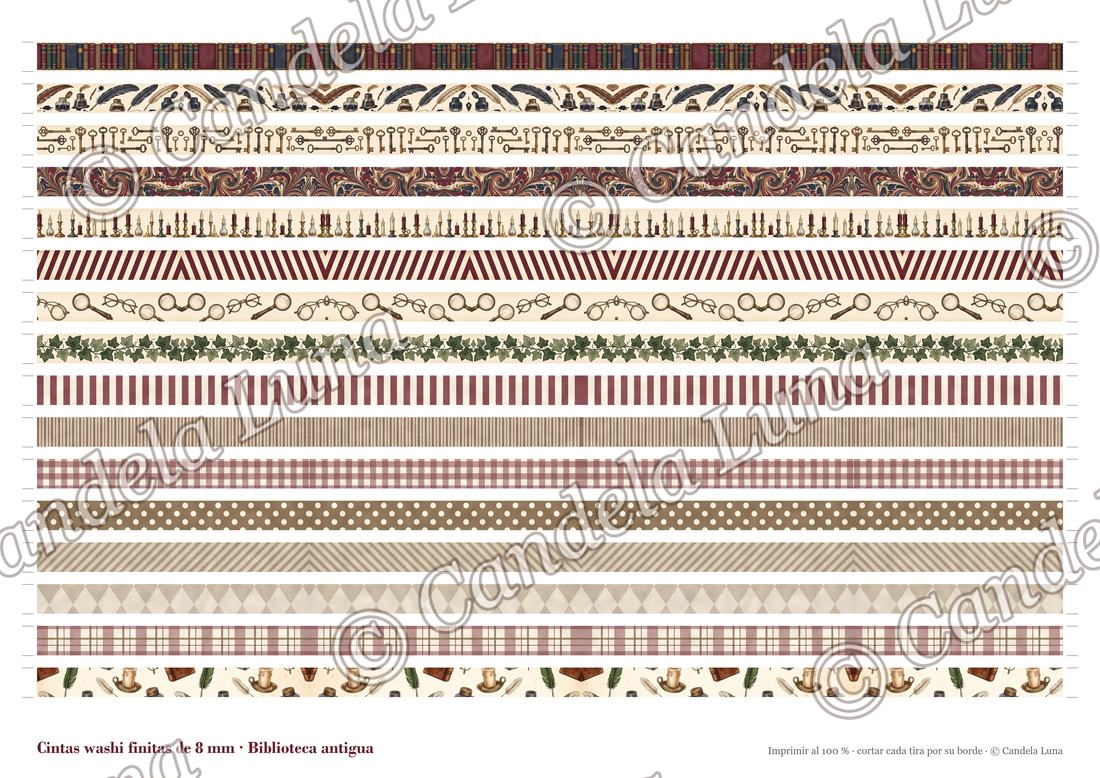 © Candela Luna
© Candela Luna
©
Candela Luna
© Candela Luna
© Candela
Cintas washi finitas de 8 mm · Biblioteca antigua
Imprimir al 100 % · cortar cada tira por su borde · © Candela Luna